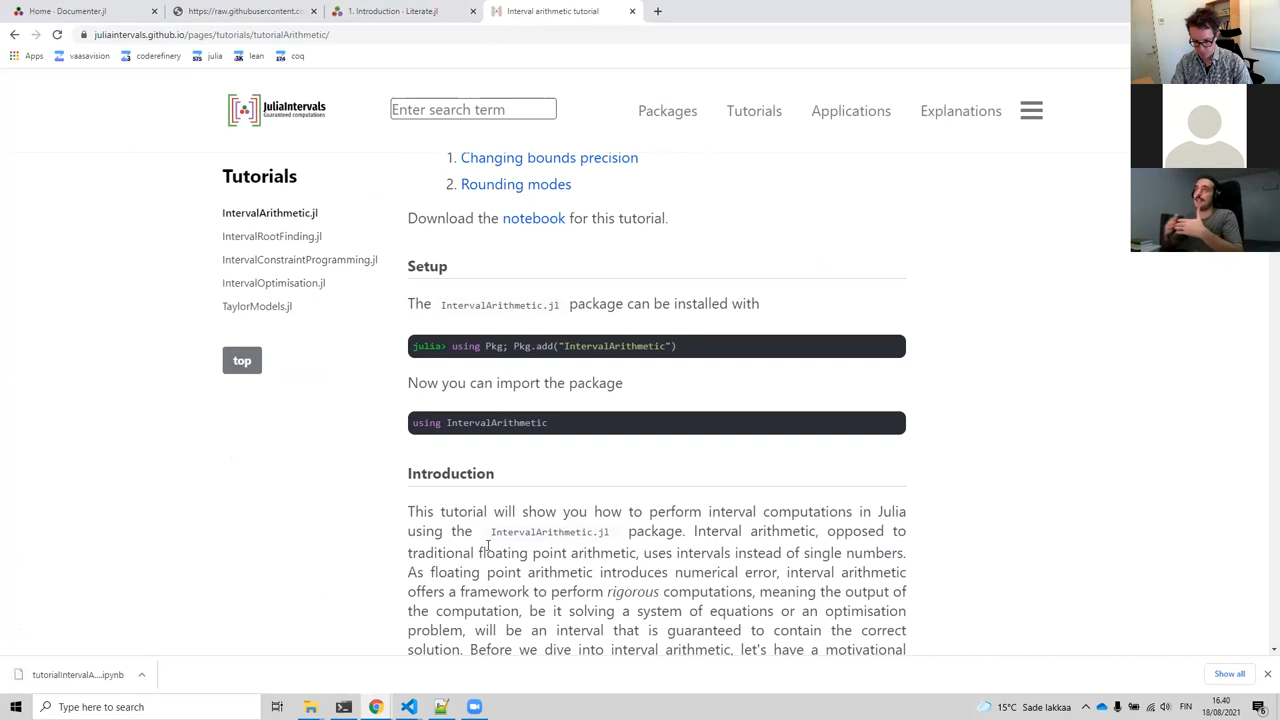 Home · Documenter.jl
https://raw.githubusercontent.co
1. Introduction · Literate.jl
Interval arithmetic tutorial
juliaintervals.github.io/pages/tutorials/tutorialArithmetic/
Apps
vaasavision
coderefinery
julia
lean
coq
JuliaIntervals
Guaranteed computations
Enter search term
Packages
Tutorials
Applications
Explanations
Tutorials
IntervalArithmetic.jl
IntervalRootFinding.jl
IntervalConstraintProgramming.jl
IntervalOptimisation.jl
TaylorModels.jl
top
1. Changing bounds precision
2. Rounding modes
Download the notebook for this tutorial.
Setup
The IntervalArithmetic.jl package can be installed with
julia> using Pkg; Pkg.add("IntervalArithmetic")
Now you can import the package
using IntervalArithmetic
Introduction
This tutorial will show you how to perform interval computations in Julia
using the IntervalArithmetic.jl package. Interval arithmetic, opposed to
traditional floating point arithmetic, uses intervals instead of single numbers.
As floating point arithmetic introduces numerical error, interval arithmetic
offers a framework to perform rigorous computations, meaning the output of
the computation, be it solving a system of equations or an optimisation
problem, will be an interval that is guaranteed to contain the correct
solution. Before we dive into interval arithmetic, let's have a motivational
tutorialIntervalA....ipynb
Show all
Type here to search
15°C Sade lakkaa
FIN
16.40
18/08/2021